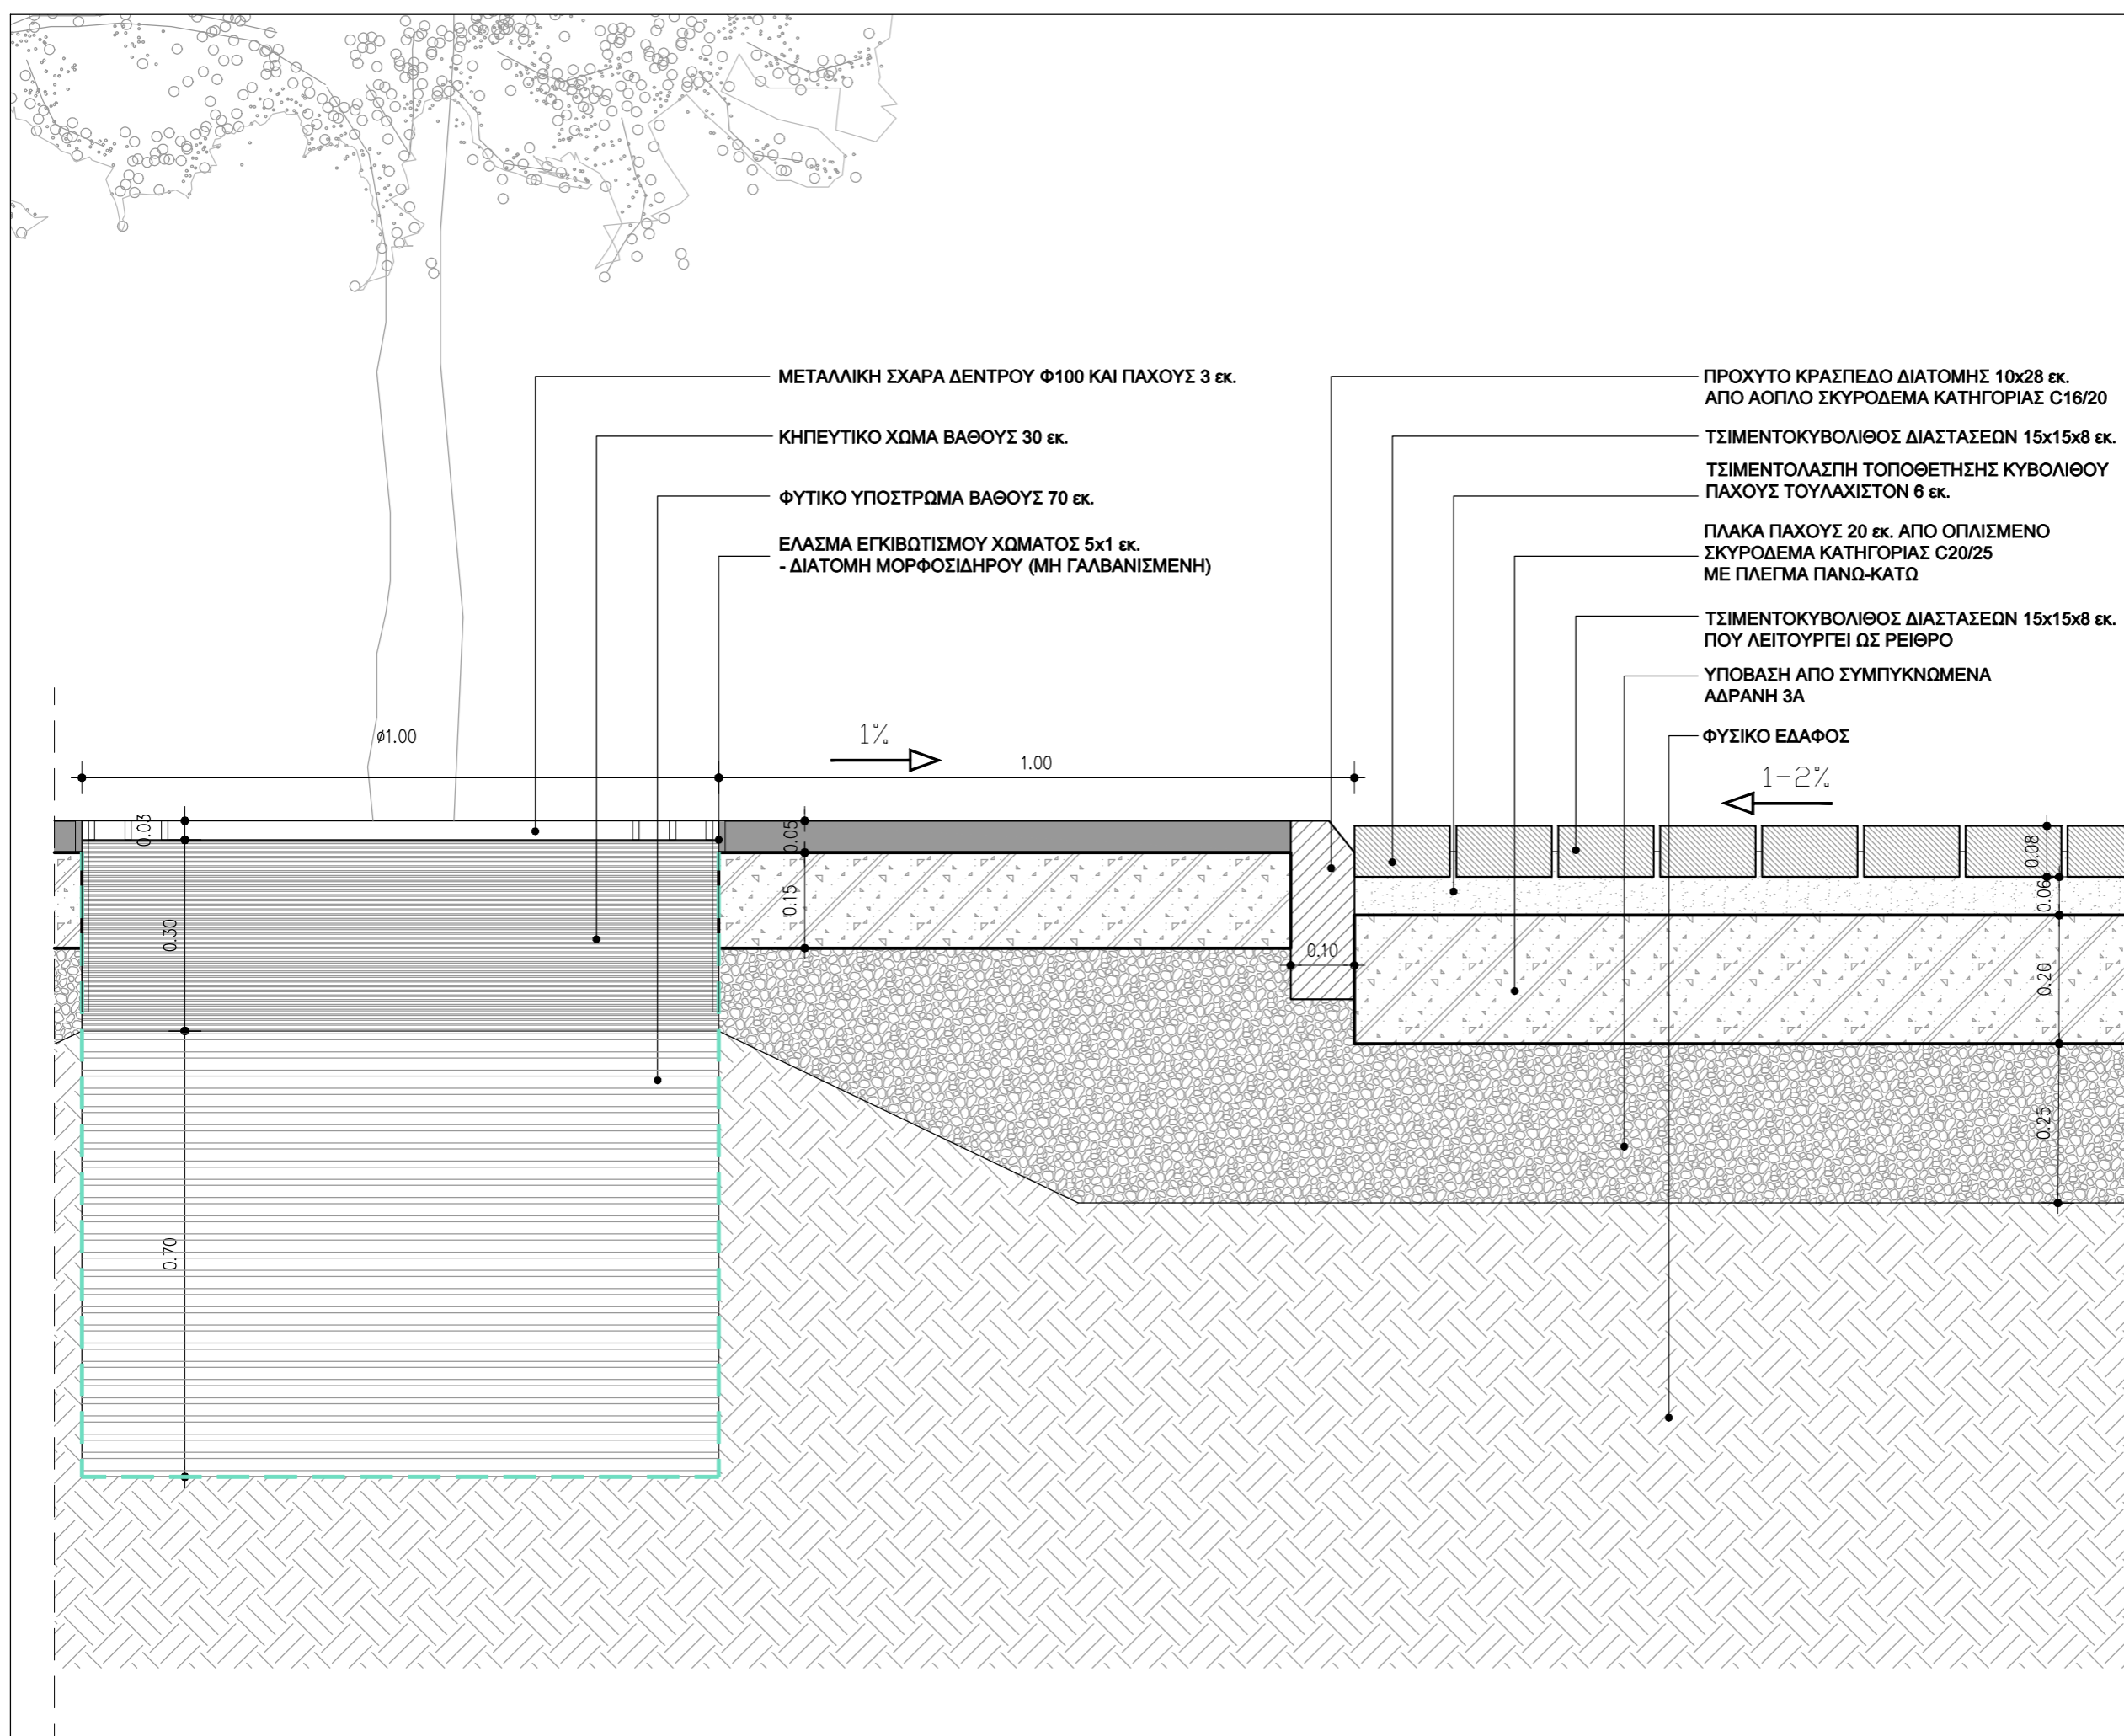 ΜΕΤΑΛΛΙΚΗ ΣΧΑΡΑ ΔΕΝΤΡΟΥ Φ100 ΚΑΙ ΠΑΧΟΥΣ 3 εκ.
ΚΗΠΕΥΤΙΚΟ ΧΩΜΑ ΒΑΘΟΥΣ 30 εκ.
ΦΥΤΙΚΟ ΥΠΟΣΤΡΩΜΑ ΒΑΘΟΥΣ 70 εκ.
ΕΛΑΣΜΑ ΕΓΚΙΒΩΤΙΣΜΟΥ ΧΩΜΑΤΟΣ 5x1 εκ.
- ΔΙΑΤΟΜΗ ΜΟΡΦΟΣΙΔΗΡΟΥ (ΜΗ ΓΑΛΒΑΝΙΣΜΕΝΗ)
ΠΡΟΧΥΤΟ ΚΡΑΣΠΕΔΟ ΔΙΑΤΟΜΗΣ 10x28 εκ.
ΑΠΟ ΑΟΠΛΟ ΣΚΥΡΟΔΕΜΑ ΚΑΤΗΓΟΡΙΑΣ C16/20
ΤΣΙΜΕΝΤΟΚΥΒΟΛΙΘΟΣ ΔΙΑΣΤΑΣΕΩΝ 15x15x8 εκ.
ΤΣΙΜΕΝΤΟΛΑΣΠΗ ΤΟΠΟΘΕΤΗΣΗΣ ΚΥΒΟΛΙΘΟΥ
ΠΑΧΟΥΣ ΤΟΥΛΑΧΙΣΤΟΝ 6 εκ.
ΠΛΑΚΑ ΠΑΧΟΥΣ 20 εκ. ΑΠΟ ΟΠΛΙΣΜΕΝΟ
ΣΚΥΡΟΔΕΜΑ ΚΑΤΗΓΟΡΙΑΣ C20/25
ΜΕ ΠΛΕΓΜΑ ΠΑΝΩ-ΚΑΤΩ
ΤΣΙΜΕΝΤΟΚΥΒΟΛΙΘΟΣ ΔΙΑΣΤΑΣΕΩΝ 15x15x8 εκ.
ΠΟΥ ΛΕΙΤΟΥΡΓΕΙ ΩΣ ΡΕΙΘΡΟ
ΥΠΟΒΑΣΗ ΑΠΟ ΣΥΜΠΥΚΝΩΜΕΝΑ
ΑΔΡΑΝΗ 3Α
ΦΥΣΙΚΟ ΕΔΑΦΟΣ
ø1.00
1%
1.00
1-2%
0.03
0.05
0.08
0.15
0.06
0.30
0.10
0.20
0.25
0.70